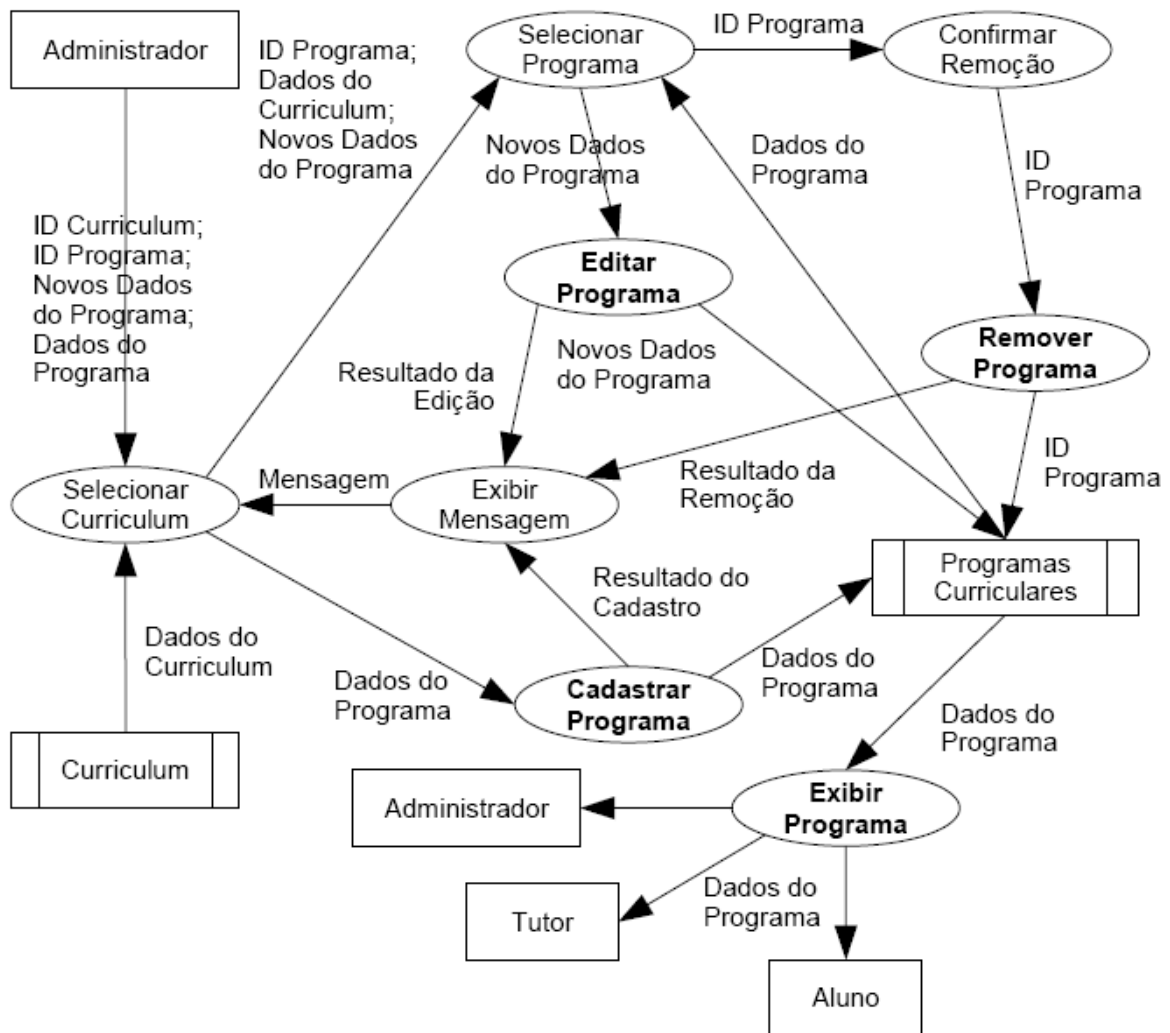 Administrador
ID Programa;
Dados do
Curriculum;
Novos Dados
do Programa
Selecionar
Programa
ID Programa
Confirmar
Remoção
Novos Dados
do Programa
Dados do
Programa
ID
Programa
ID Curriculum;
ID Programa;
Novos Dados
do Programa;
Dados do
Programa
Editar
Programa
Remover
Programa
Resultado da
Edição
Novos Dados
do Programa
Selecionar
Curriculum
Mensagem
Exibir
Mensagem
Resultado da
Remoção
ID
Programa
Programas
Curriculares
Resultado do
Cadastro
Dados do
Curriculum
Dados do
Programa
Cadastrar
Programa
Dados do
Programa
Dados do
Programa
Curriculum
Administrador
Exibir
Programa
Tutor
Dados do
Programa
Aluno